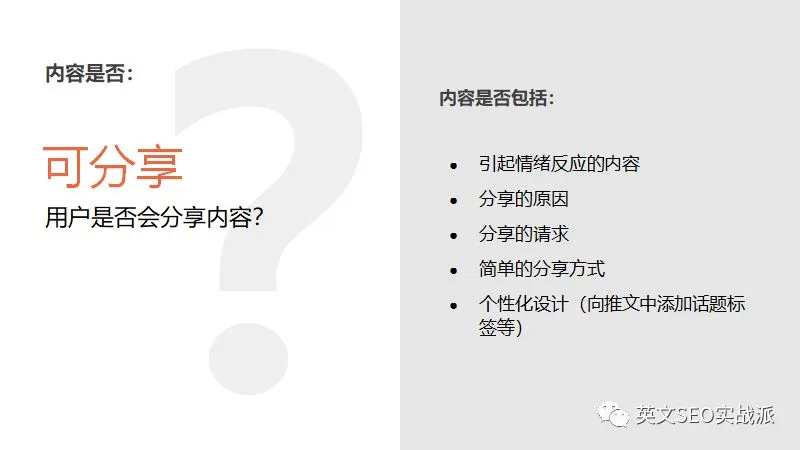 内容是否：
可分享
用户是否会分享内容？
内容是否包括：
● 引起情绪反应的内容
● 分享的原因
● 分享的请求
● 简单的分享方式
● 个性化设计（向推文中添加话题标
签等）
英文SEO实战派